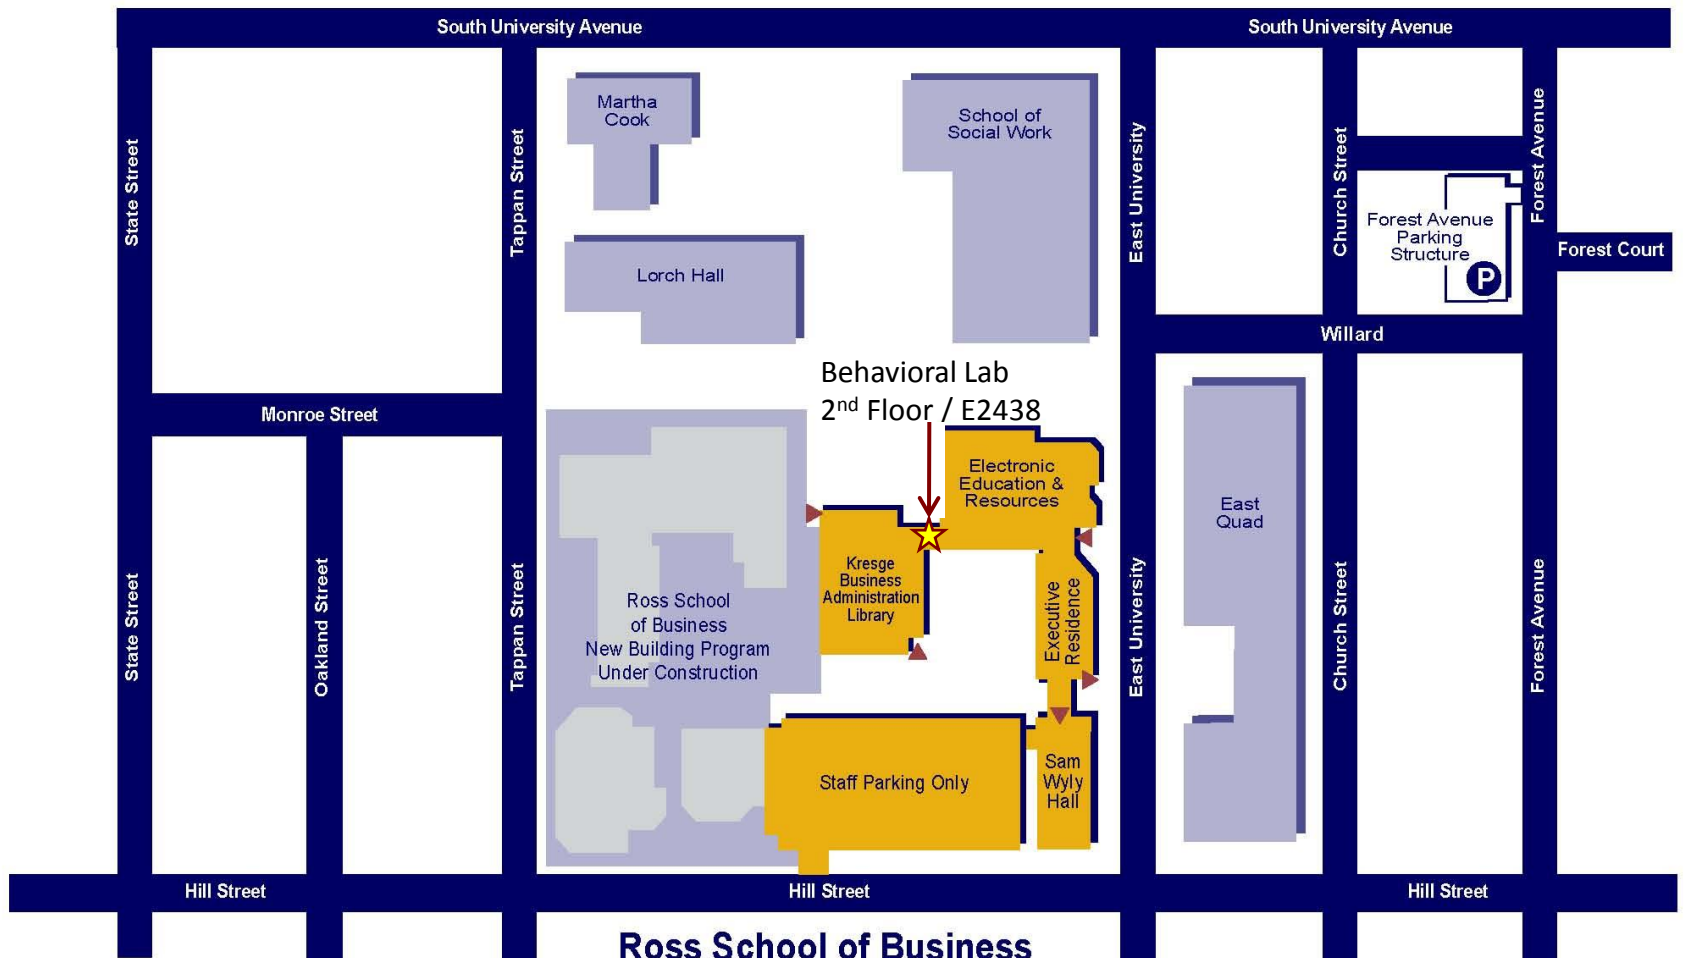 South University Avenue
South University Avenue
State Street
Tappan Street
Martha
Cook
School of
Social Work
East University
Church Street
Forest Avenue
Forest Avenue
Parking
Structure
P
Forest Court
Lorch Hall
Willard
Behavioral Lab
2nd Floor / E2438
Monroe Street
Electronic
Education &
Resources
East
Quad
Kresge
Business
Administration
Library
Ross School
of Business
New Building Program
Under Construction
Executive
Residence
State Street
Oakland Street
Tappan Street
East University
Church Street
Forest Avenue
Staff Parking Only
Sam
Wyly
Hall
Hill Street
Hill Street
Hill Street
Ross School of Business